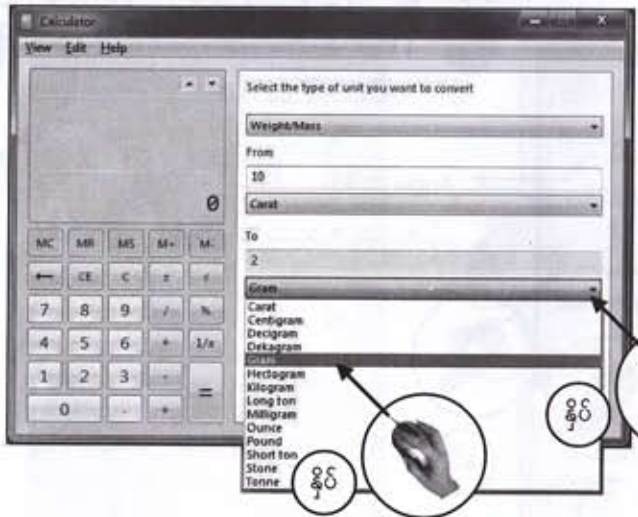 Calculator
View Edit Help
Select the type of unit you want to convert
Weight/Mass
From
10
Carat
To
2
Gram
Carat
Centigram
Decigram
Dekagram
Gram
Hectogram
Kilogram
Long ton
Milligram
Ounce
Pound
Short ton
Stone
Tonne
0
MC MR MS M+ M-
← CE C ± √
7 8 9 / %
4 5 6 * 1/x
1 2 3 - =
0 . +